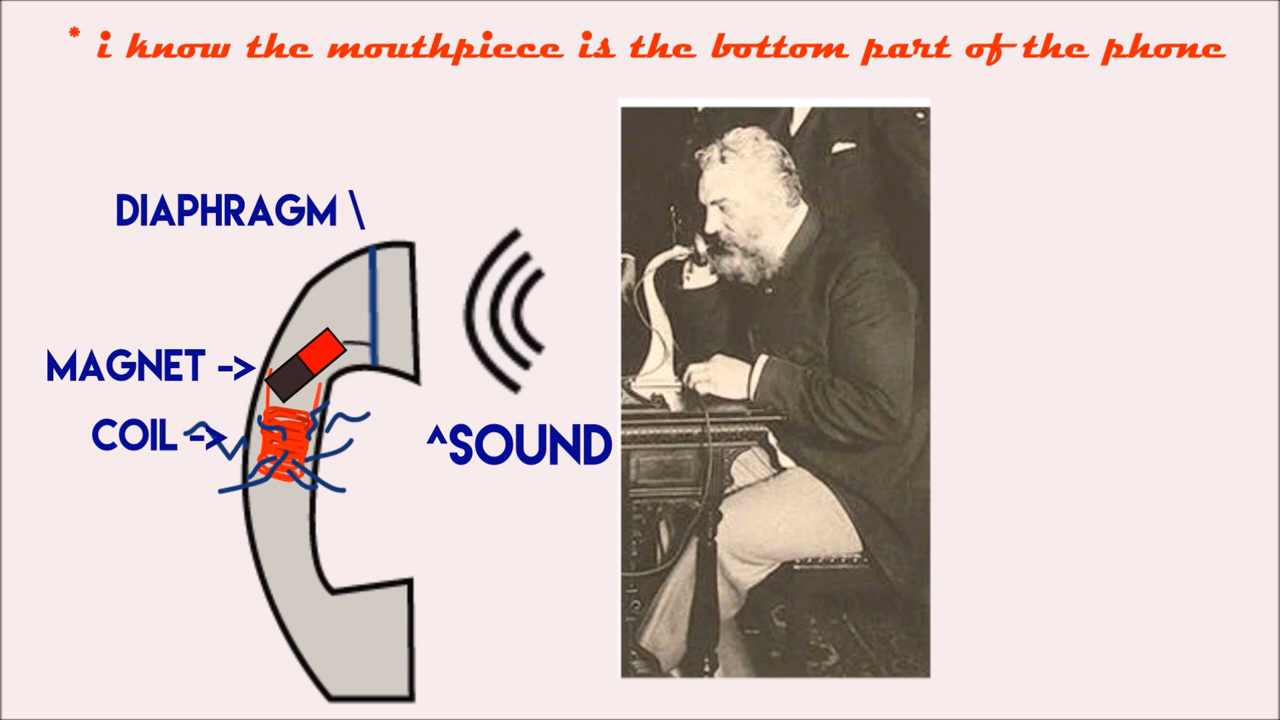 * i know the mouthpiece is the bottom part of the phone
DIAPHRAGM \
MAGNET ->
COIL ->
^SOUND